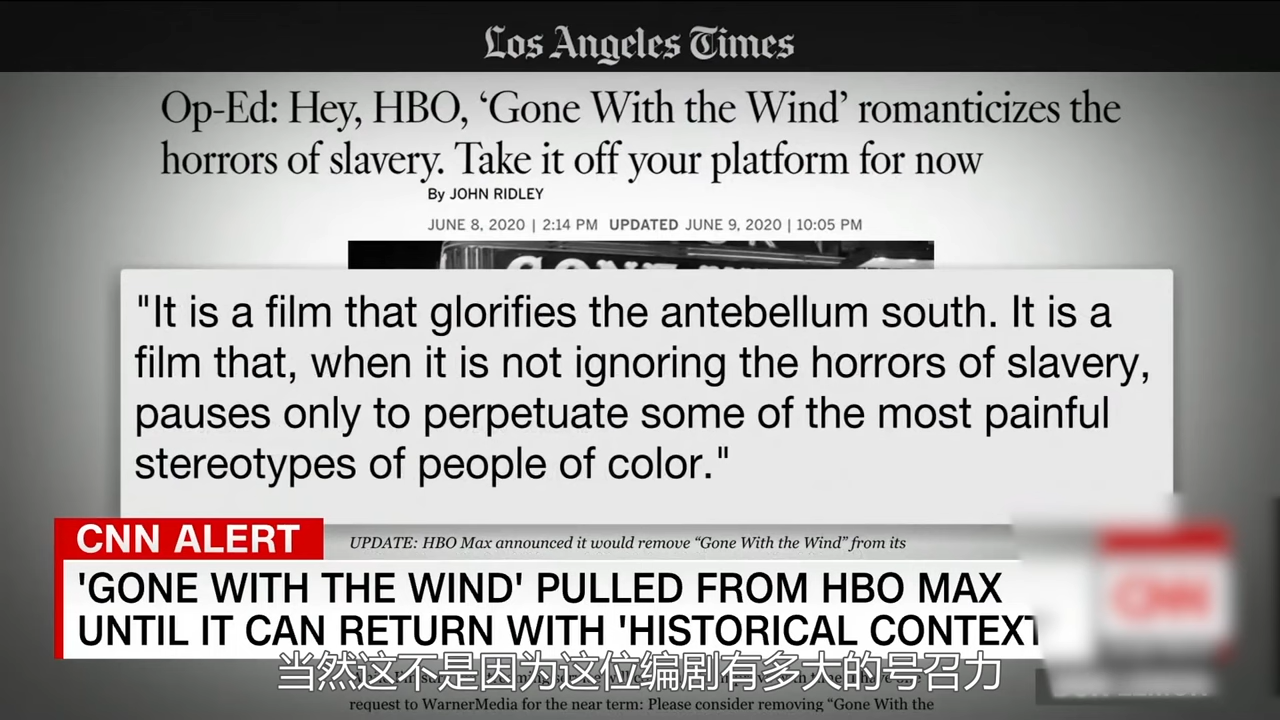 Los Angeles Times
Op-Ed: Hey, HBO, ‘Gone With the Wind’ romanticizes the
horrors of slavery. Take it off your platform for now
By JOHN RIDLEY
JUNE 8, 2020 | 2:14 PM UPDATED JUNE 9, 2020 | 10:05 PM
"It is a film that glorifies the antebellum south. It is a
film that, when it is not ignoring the horrors of slavery,
pauses only to perpetuate some of the most painful
stereotypes of people of color."
CNN ALERT
UPDATE: HBO Max announced it would remove “Gone With the Wind” from its
'GONE WITH THE WIND' PULLED FROM HBO MAX
UNTIL IT CAN RETURN WITH 'HISTORICAL CONTEXT
CNN
当然这不是因为这位编剧有多大的号召力
request to WarnerMedia for the near term: Please consider removing “Gone With the